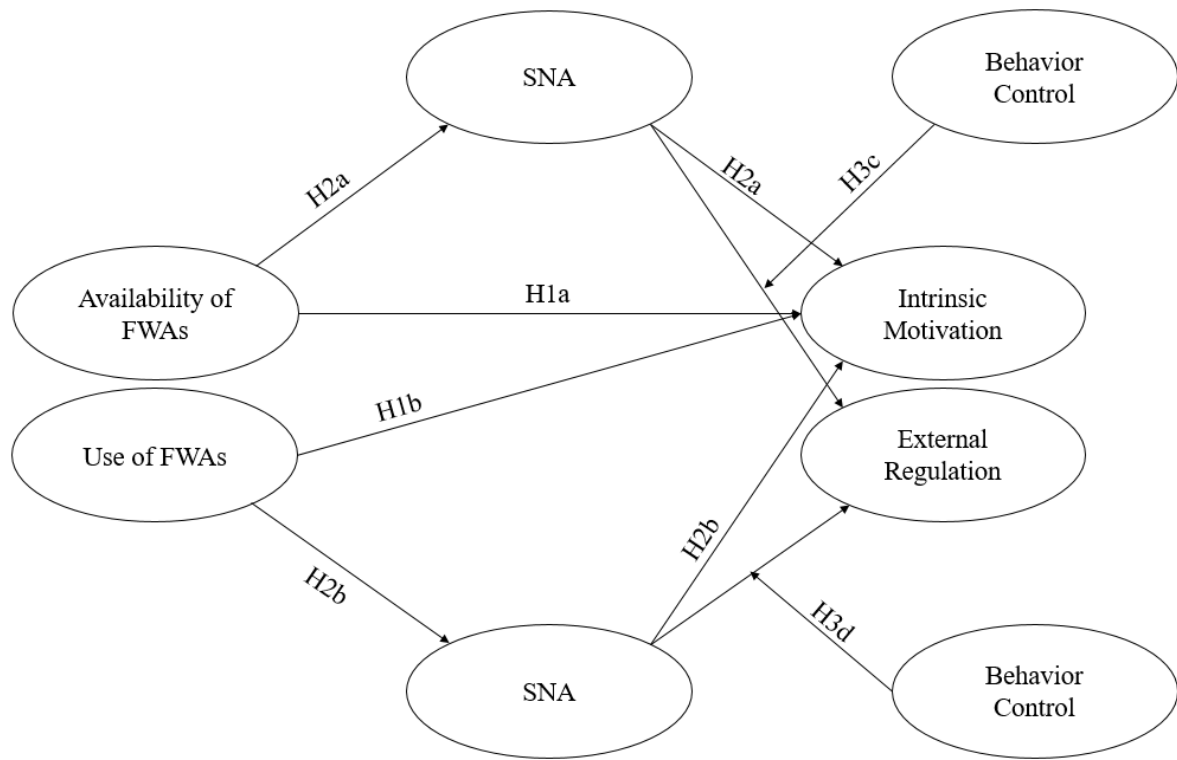 SNA
Behavior
Control
H2a
H2a
H3c
Availability of
FWAs
H1a
Intrinsic
Motivation
H1b
Use of FWAs
External
Regulation
H2b
H2b
H3d
SNA
Behavior
Control